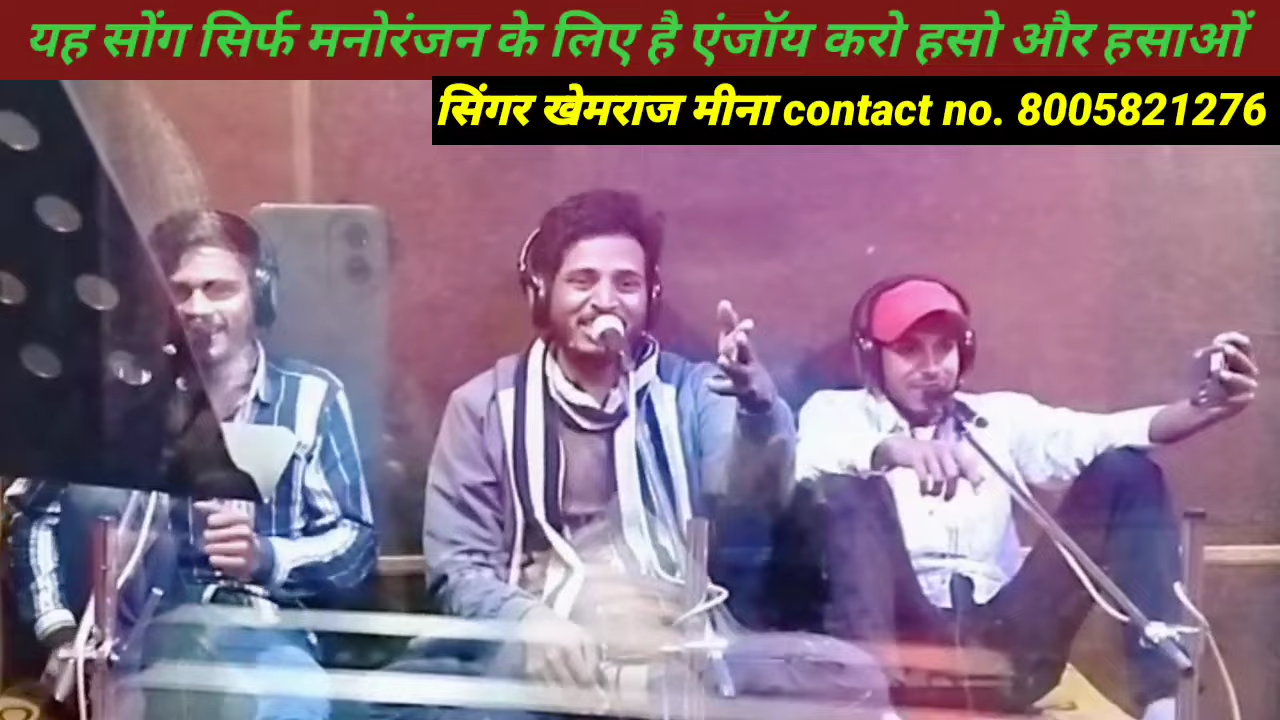 यह सोंग सिर्फ मनोरंजन के लिए है एंजॉय करो हसो और हसाओं
सिंगर खेमराज मीना contact no. 8005821276